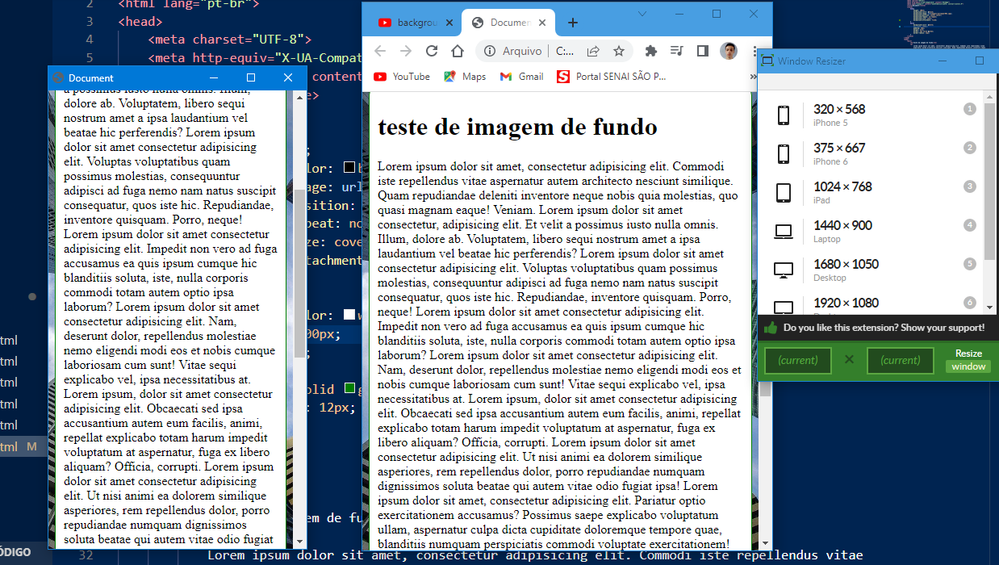 2 <html lang="pt-br">
3 <head>
4 <meta charset="UTF-8">
5 <meta http-equiv="X-UA-Compat
content
e>
;
lor: b
age: url
sition:
peat: no
ze: cove
tachment
lor: w
00px;
;
olid g
: 12px;
em de fu
32 Lorem ipsum dolor sit amet, consectetur adipisicing elit. Commodi iste repellendus vitae
tml
tml
tml
tml
tml
tml M
ÓDIGO
Document
a possimus iusto nulla omnis. Illum,
dolore ab. Voluptatem, libero sequi
nostrum amet a ipsa laudantium vel
beatae hic perferendis? Lorem ipsum
dolor sit amet consectetur adipisicing
elit. Voluptas voluptatibus quam
possimus molestias, consequuntur
adipisci ad fuga nemo nam natus suscipit
consequatur, quos iste hic. Repudiandae,
inventore quisquam. Porro, neque!
Lorem ipsum dolor sit amet consectetur
adipisicing elit. Impedit non vero ad fuga
accusamus ea quis ipsum cumque hic
blanditiis soluta, iste, nulla corporis
commodi totam autem optio ipsa
laborum? Lorem ipsum dolor sit amet
consectetur adipisicing elit. Nam,
deserunt dolor, repellendus molestiae
nemo eligendi modi eos et nobis cumque
laboriosam cum sunt! Vitae sequi
explicabo vel, ipsa necessitatibus at.
Lorem ipsum, dolor sit amet consectetur
adipisicing elit. Obcaecati sed ipsa
accusantium autem eum facilis, animi,
repellat explicabo totam harum impedit
voluptatum at aspernatur, fuga ex libero
aliquam? Officia, corrupti. Lorem ipsum
dolor sit amet consectetur adipisicing
elit. Ut nisi animi ea dolorem similique
asperiores, rem repellendus dolor, porro
repudiandae numquam dignissimos
soluta beatae qui autem vitae odio fugiat
backgrou
Documen
Arquivo C:...
YouTube Maps Gmail Portal SENAI SÃO P... »
teste de imagem de fundo
Lorem ipsum dolor sit amet, consectetur adipisicing elit. Commodi
iste repellendus vitae aspernatur autem architecto nesciunt similique.
Quam repudiandae deleniti inventore neque nobis quia molestias, quo
quasi magnam eaque! Veniam. Lorem ipsum dolor sit amet
consectetur, adipisicing elit. Et velit a possimus iusto nulla omnis.
Illum, dolore ab. Voluptatem, libero sequi nostrum amet a ipsa
laudantium vel beatae hic perferendis? Lorem ipsum dolor sit amet
consectetur adipisicing elit. Voluptas voluptatibus quam possimus
molestias, consequuntur adipisci ad fuga nemo nam natus suscipit
consequatur, quos iste hic. Repudiandae, inventore quisquam. Porro,
neque! Lorem ipsum dolor sit amet consectetur adipisicing elit.
Impedit non vero ad fuga accusamus ea quis ipsum cumque hic
blanditiis soluta, iste, nulla corporis commodi totam autem optio ipsa
laborum? Lorem ipsum dolor sit amet consectetur adipisicing elit.
Nam, deserunt dolor, repellendus molestiae nemo eligendi modi eos et
nobis cumque laboriosam cum sunt! Vitae sequi explicabo vel, ipsa
necessitatibus at. Lorem ipsum, dolor sit amet consectetur adipisicing
elit. Obcaecati sed ipsa accusantium autem eum facilis, animi, repellat
explicabo totam harum impedit voluptatum at aspernatur, fuga ex
libero aliquam? Officia, corrupti. Lorem ipsum dolor sit amet
consectetur adipisicing elit. Ut nisi animi ea dolorem similique
asperiores, rem repellendus dolor, porro repudiandae numquam
dignissimos soluta beatae qui autem vitae odio fugiat ipsa! Lorem
ipsum dolor sit amet, consectetur adipisicing elit. Pariatur optio
exercitationem accusamus? Possimus saepe explicabo voluptatum
ullam, aspernatur culpa dicta cupiditate doloremque tempore quae,
blanditiis numquam perspiciatis commodi voluptate exercitationem!
Window Resizer
320 × 568 1
iPhone 5
375 × 667 2
iPhone 6
1024 × 768 3
iPad
1440 × 900 4
Laptop
1680 × 1050 5
Desktop
1920 × 1080 6
Do you like this extension? Show your support!
(current) × (current) Resize
window